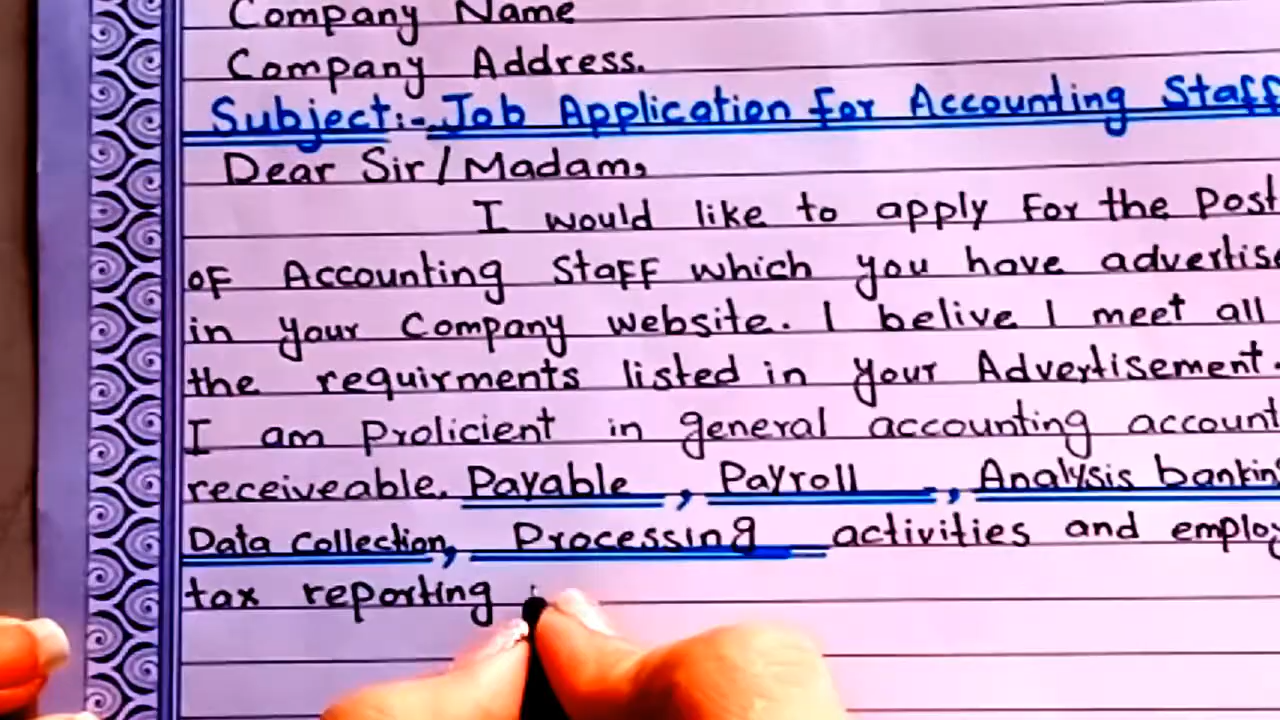 Company Name
Company Address.
Subject:- Job Application For Accounting Staff
Dear Sir/Madam,
I would like to apply For the Post
of Accounting Staff which you have advertise
in your Company website. I belive I meet all
the requirments listed in your Advertisement.
I am Prolicient in general accounting account
receiveable. Payable, Payroll, Analysis bankin
Data Collection, Processing activities and employ
tax reporting